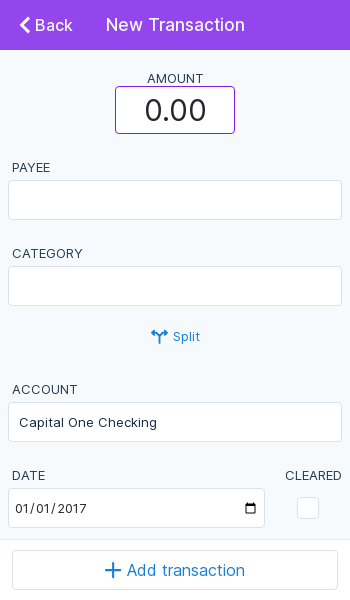 Back New Transaction
AMOUNT
0.00
PAYEE
CATEGORY
Split
ACCOUNT
Capital One Checking
DATE CLEARED
01/01/2017
Add transaction